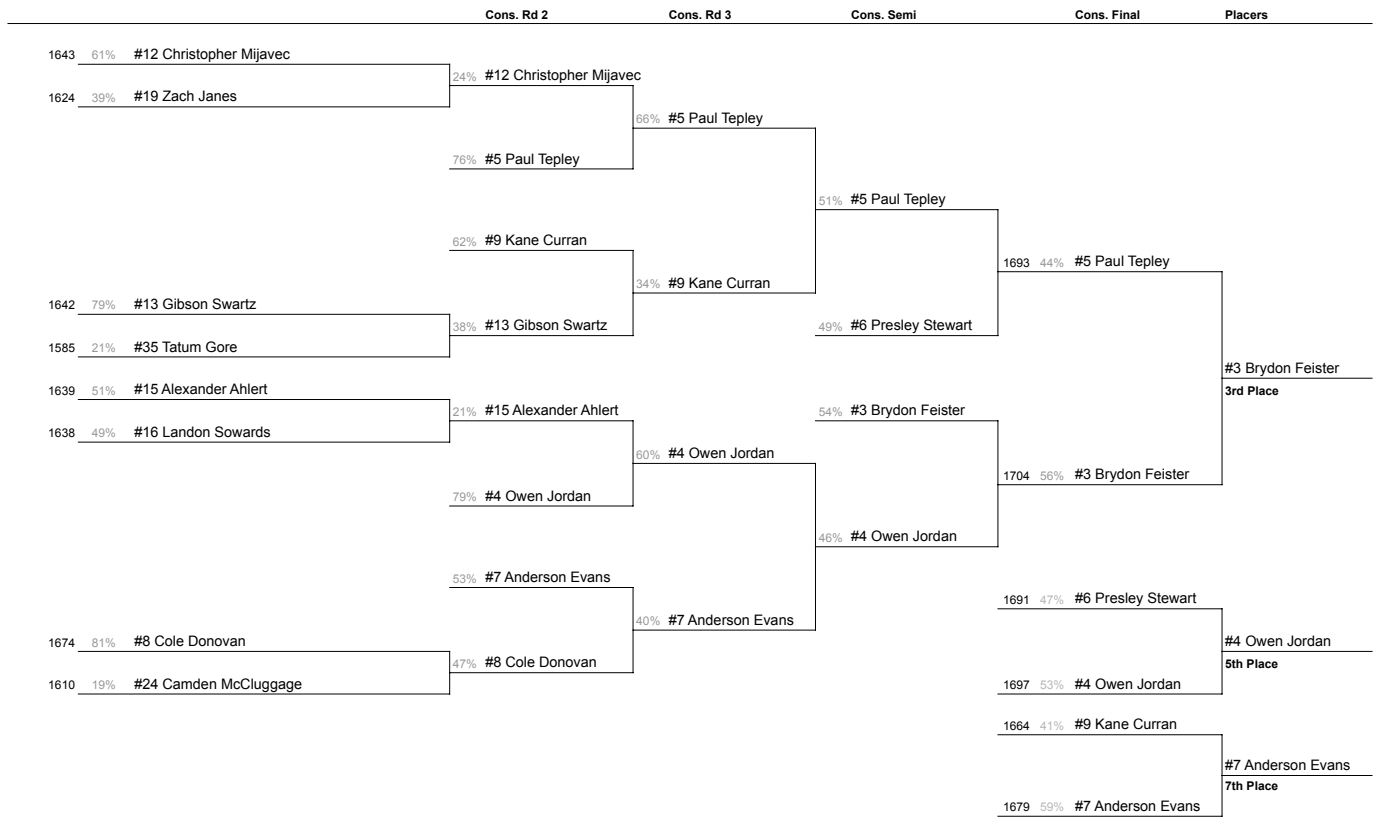 Cons. Rd 2 Cons. Rd 3 Cons. Semi Cons. Final Placers
1643 61% #12 Christopher Mijavec
24% #12 Christopher Mijavec
1624 39% #19 Zach Janes
66% #5 Paul Tepley
76% #5 Paul Tepley
51% #5 Paul Tepley
62% #9 Kane Curran
1693 44% #5 Paul Tepley
34% #9 Kane Curran
1642 79% #13 Gibson Swartz
38% #13 Gibson Swartz
49% #6 Presley Stewart
1585 21% #35 Tatum Gore
#3 Brydon Feister
3rd Place
1639 51% #15 Alexander Ahlert
21% #15 Alexander Ahlert
54% #3 Brydon Feister
1638 49% #16 Landon Sowards
60% #4 Owen Jordan
1704 56% #3 Brydon Feister
79% #4 Owen Jordan
46% #4 Owen Jordan
53% #7 Anderson Evans
1691 47% #6 Presley Stewart
40% #7 Anderson Evans
1674 81% #8 Cole Donovan
#4 Owen Jordan
5th Place
47% #8 Cole Donovan
1610 19% #24 Camden McCluggage
1697 53% #4 Owen Jordan
1664 41% #9 Kane Curran
#7 Anderson Evans
7th Place
1679 59% #7 Anderson Evans